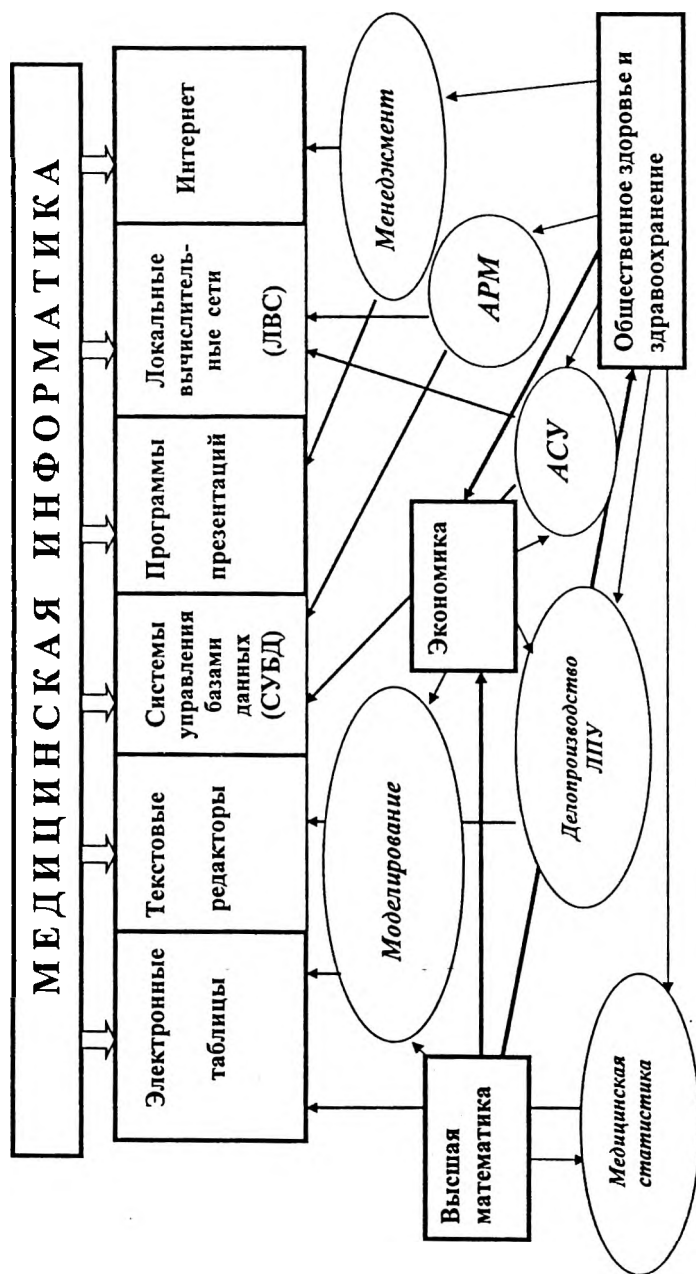 МЕДИЦИНСКАЯ ИНФОРМАТИКА
Электронные
таблицы
Текстовые
редакторы
Системы
управления
базами
данных
(СУБД)
Программы
презентаций
Локальные
вычислитель-
ные сети
(ЛВС)
Интернет
Моделирование
Менеджмент
АРМ
Высшая
математика
Экономика
АСУ
Делопроизводство
ЛПУ
Медицинская
статистика
Общественное здоровье и
здравоохранение